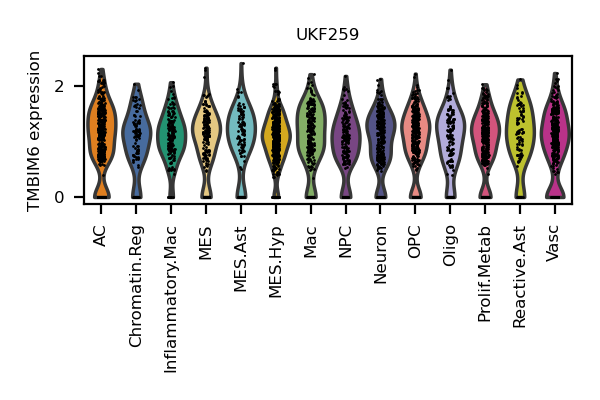 UKF259
TMBIM6 expression
2
0
AC
Chromatin.Reg
Inflammatory.Mac
MES
MES.Ast
MES.Hyp
Mac
NPC
Neuron
OPC
Oligo
Prolif.Metab
Reactive.Ast
Vasc